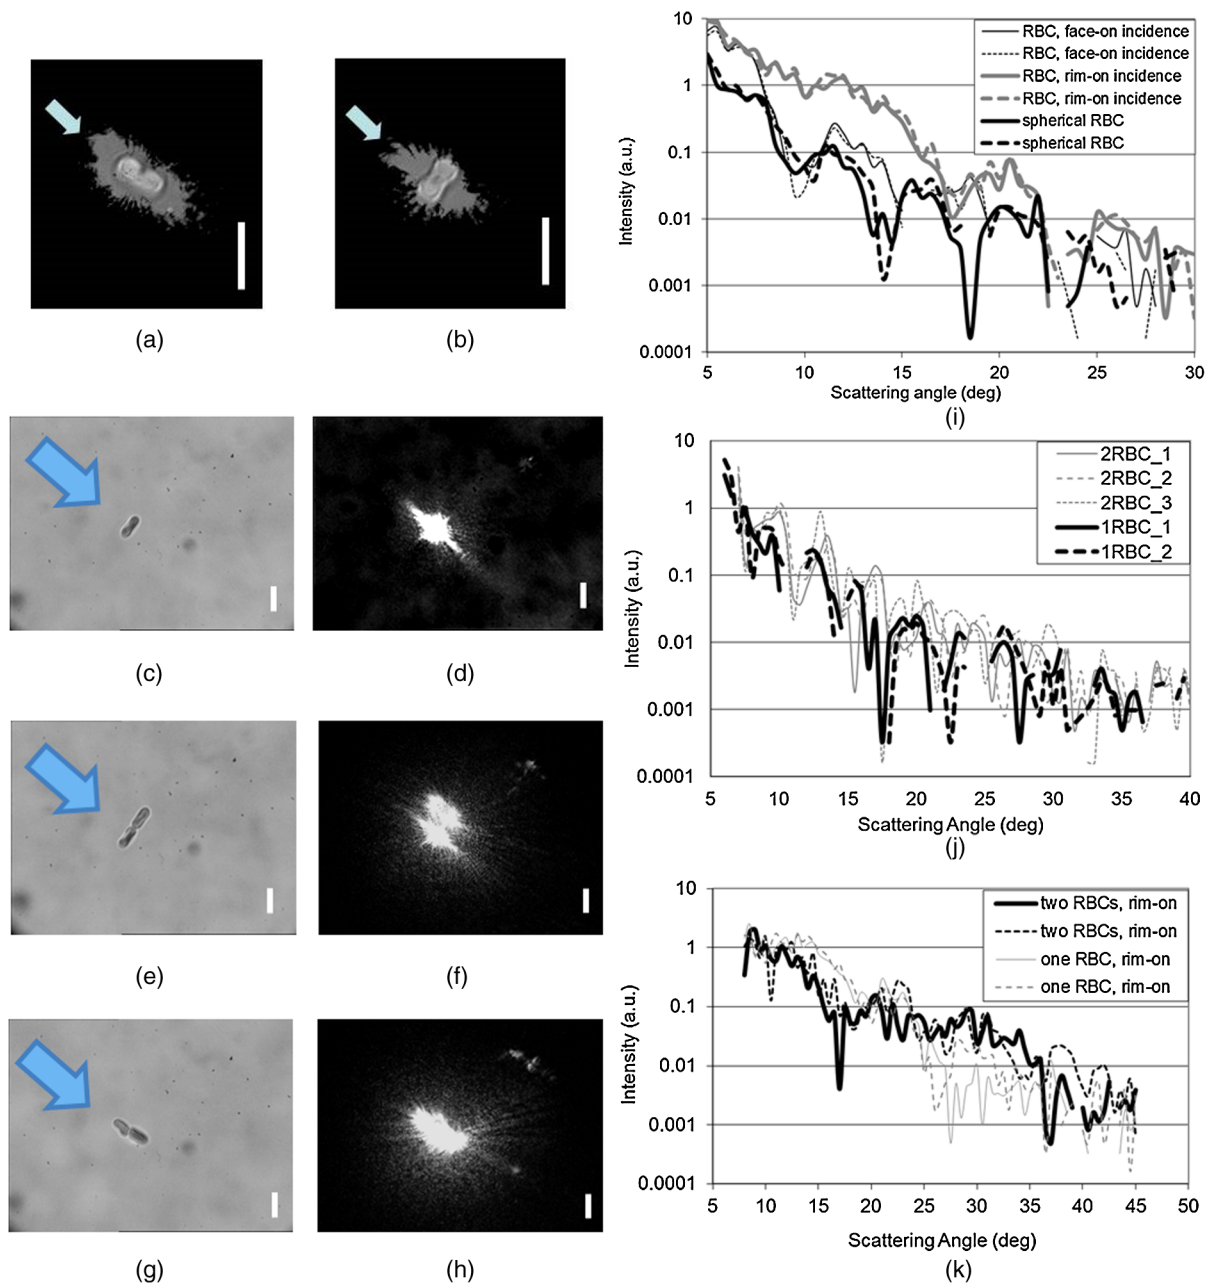 (a)
(b)
10
1
0.1
0.01
0.001
0.0001
Intensity (a.u.)
RBC, face-on incidence
RBC, face-on incidence
RBC, rim-on incidence
RBC, rim-on incidence
spherical RBC
spherical RBC
5
10
15
20
25
30
Scattering angle (deg)
(i)
(c)
(d)
10
1
0.1
0.01
0.001
0.0001
Intensity (a.u.)
2RBC_1
2RBC_2
2RBC_3
1RBC_1
1RBC_2
5
10
15
20
25
30
35
40
Scattering Angle (deg)
(j)
(e)
(f)
10
1
0.1
0.01
0.001
0.0001
Intensity (a.u.)
two RBCs, rim-on
two RBCs, rim-on
one RBC, rim-on
one RBC, rim-on
5
10
15
20
25
30
35
40
45
50
Scattering Angle (deg)
(k)
(g)
(h)